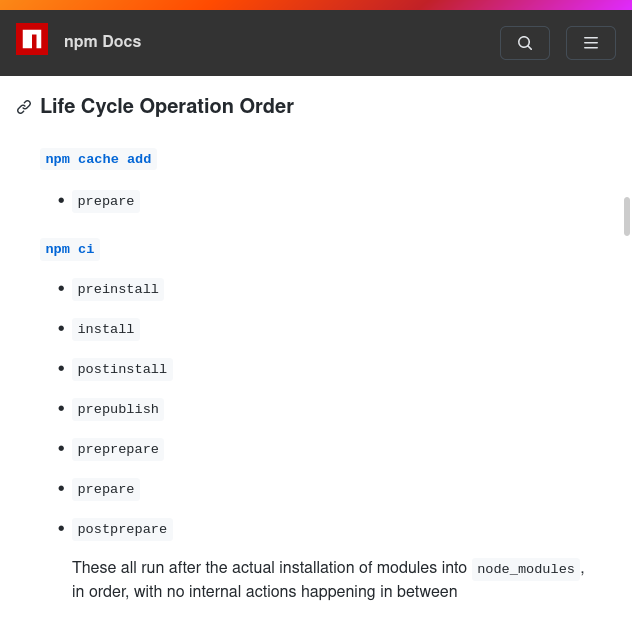 npm Docs
Life Cycle Operation Order
npm cache add
prepare
npm ci
preinstall
install
postinstall
prepublish
preprepare
prepare
postprepare
These all run after the actual installation of modules into node_modules,
in order, with no internal actions happening in between